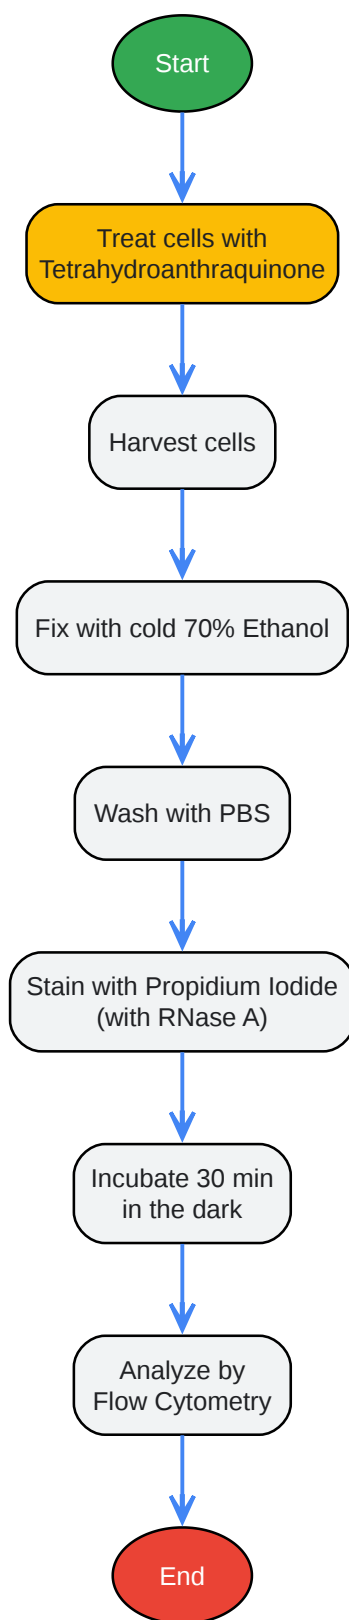 Start
Treat cells with
Tetrahydroanthraquinone
Harvest cells
Fix with cold 70% Ethanol
Wash with PBS
Stain with Propidium Iodide
(with RNase A)
Incubate 30 min
in the dark
Analyze by
Flow Cytometry
End